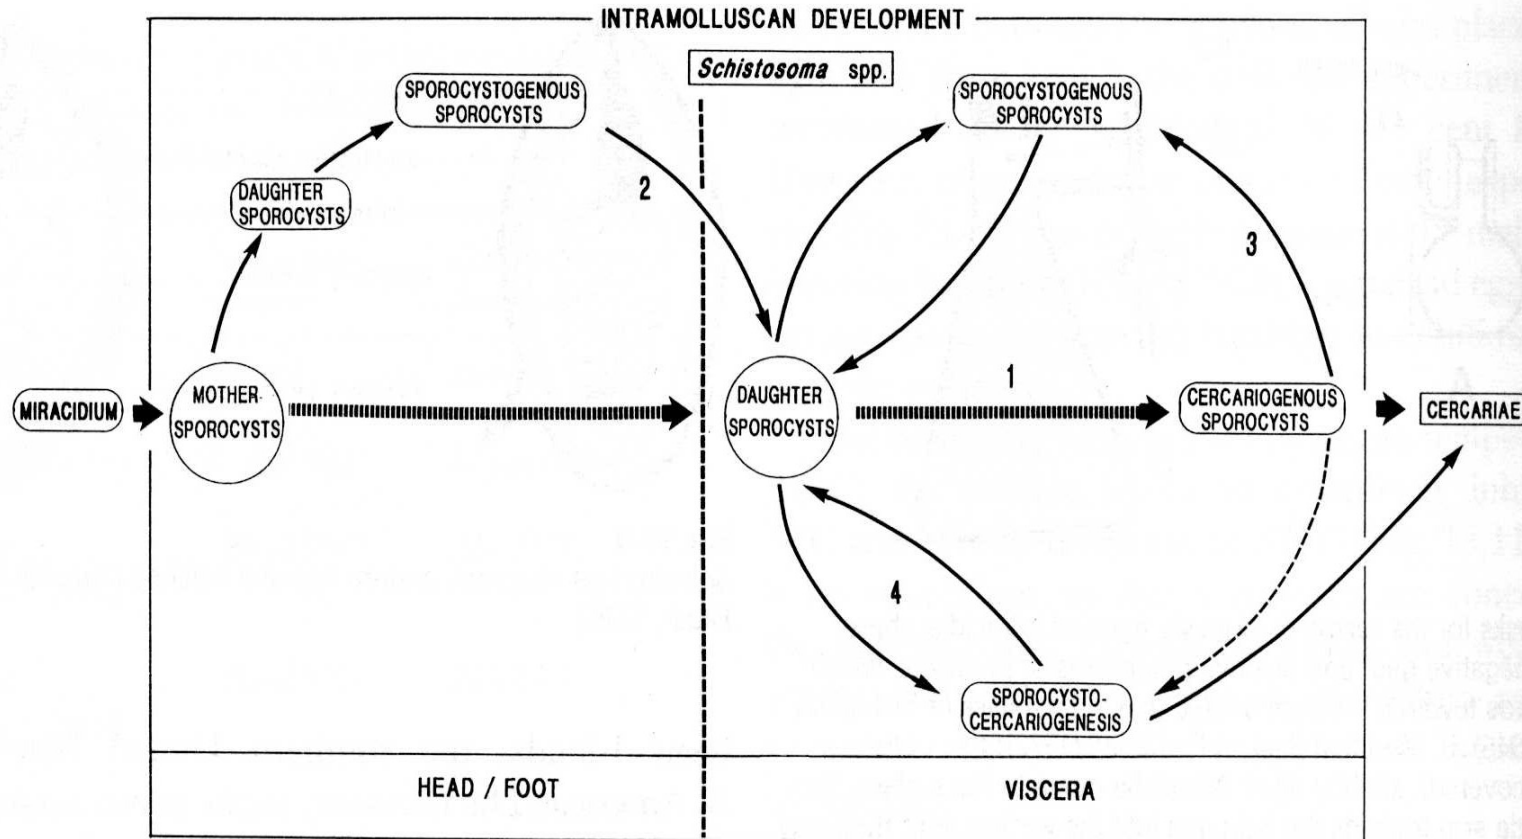 INTRAMOLLUSCAN DEVELOPMENT
Schistosoma spp.
SPOROCYSTOGENOUS
SPOROCYSTS
SPOROCYSTOGENOUS
SPOROCYSTS
DAUGHTER
SPOROCYSTS
2
3
MIRACIDIUM
MOTHER-
SPOROCYSTS
DAUGHTER
SPOROCYSTS
1
CERCARIOGENOUS
SPOROCYSTS
CERCARIAE
4
SPOROCYSTO-
CERCARIOGENESIS
HEAD / FOOT
VISCERA